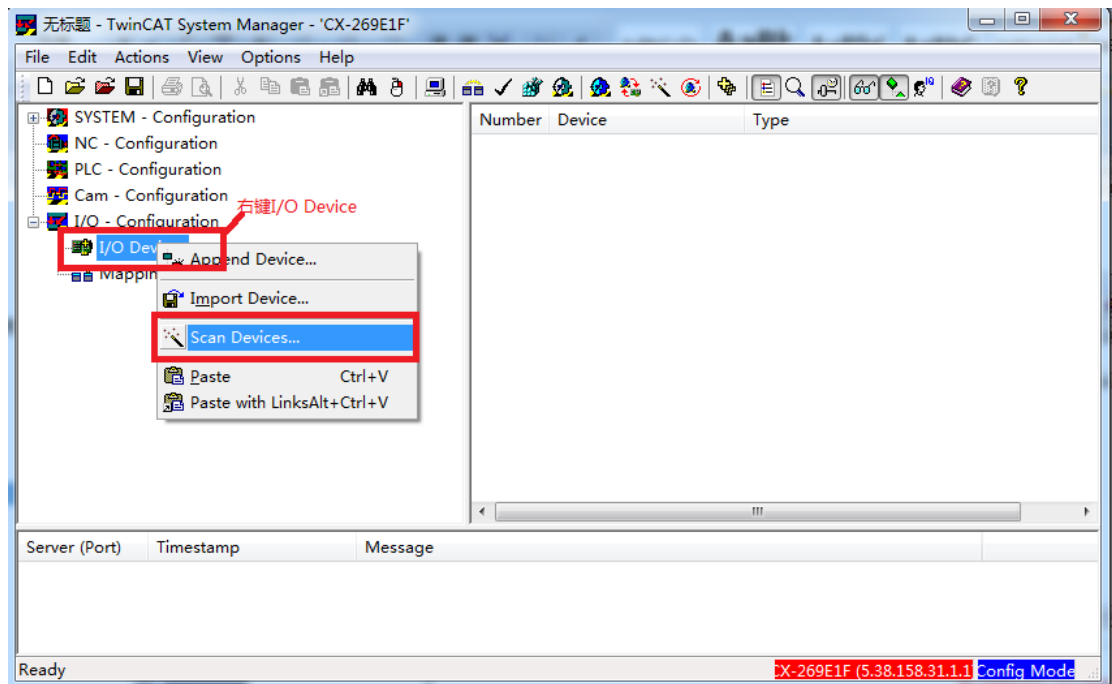 无标题 - TwinCAT System Manager - 'CX-269E1F'
File Edit Actions View Options Help
SYSTEM - Configuration
NC - Configuration
PLC - Configuration
Cam - Configuration
I/O - Configuration
右键I/O Device
I/O Dev
Mappin
Append Device...
Import Device...
Scan Devices...
Paste Ctrl+V
Paste with LinksAlt+Ctrl+V
Number Device Type
Server (Port) Timestamp Message
Ready
CX-269E1F (5.38.158.31.1.1) Config Mode